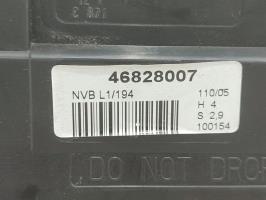 46828007
NVB L1/194
110/05
H 4
S 2,9
100154
DO NOT DROP